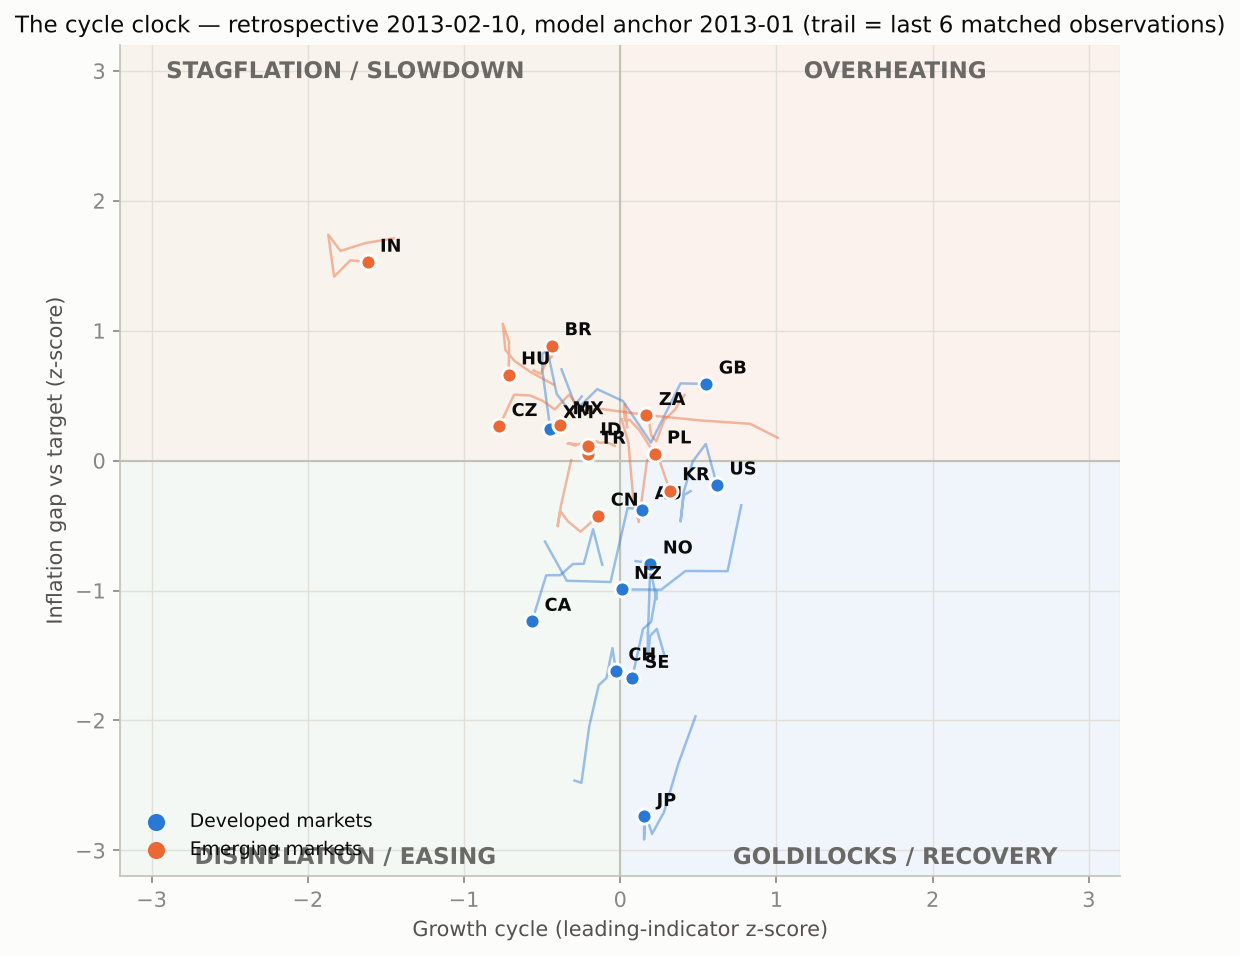 The cycle clock — retrospective 2013-02-10, model anchor 2013-01 (trail = last 6 matched observations)
STAGFLATION / SLOWDOWN
OVERHEATING
3
2
1
0
−1
−2
−3
Inflation gap vs target (z-score)
IN
BR
HU
GB
ZA
CZ
XM
MX
ID
TR
PL
US
KR
CN
AU
NO
NZ
CA
CH
SE
JP
Developed markets
Emerging markets
DISINFLATION / EASING
GOLDILOCKS / RECOVERY
−3
−2
−1
0
1
2
3
Growth cycle (leading-indicator z-score)